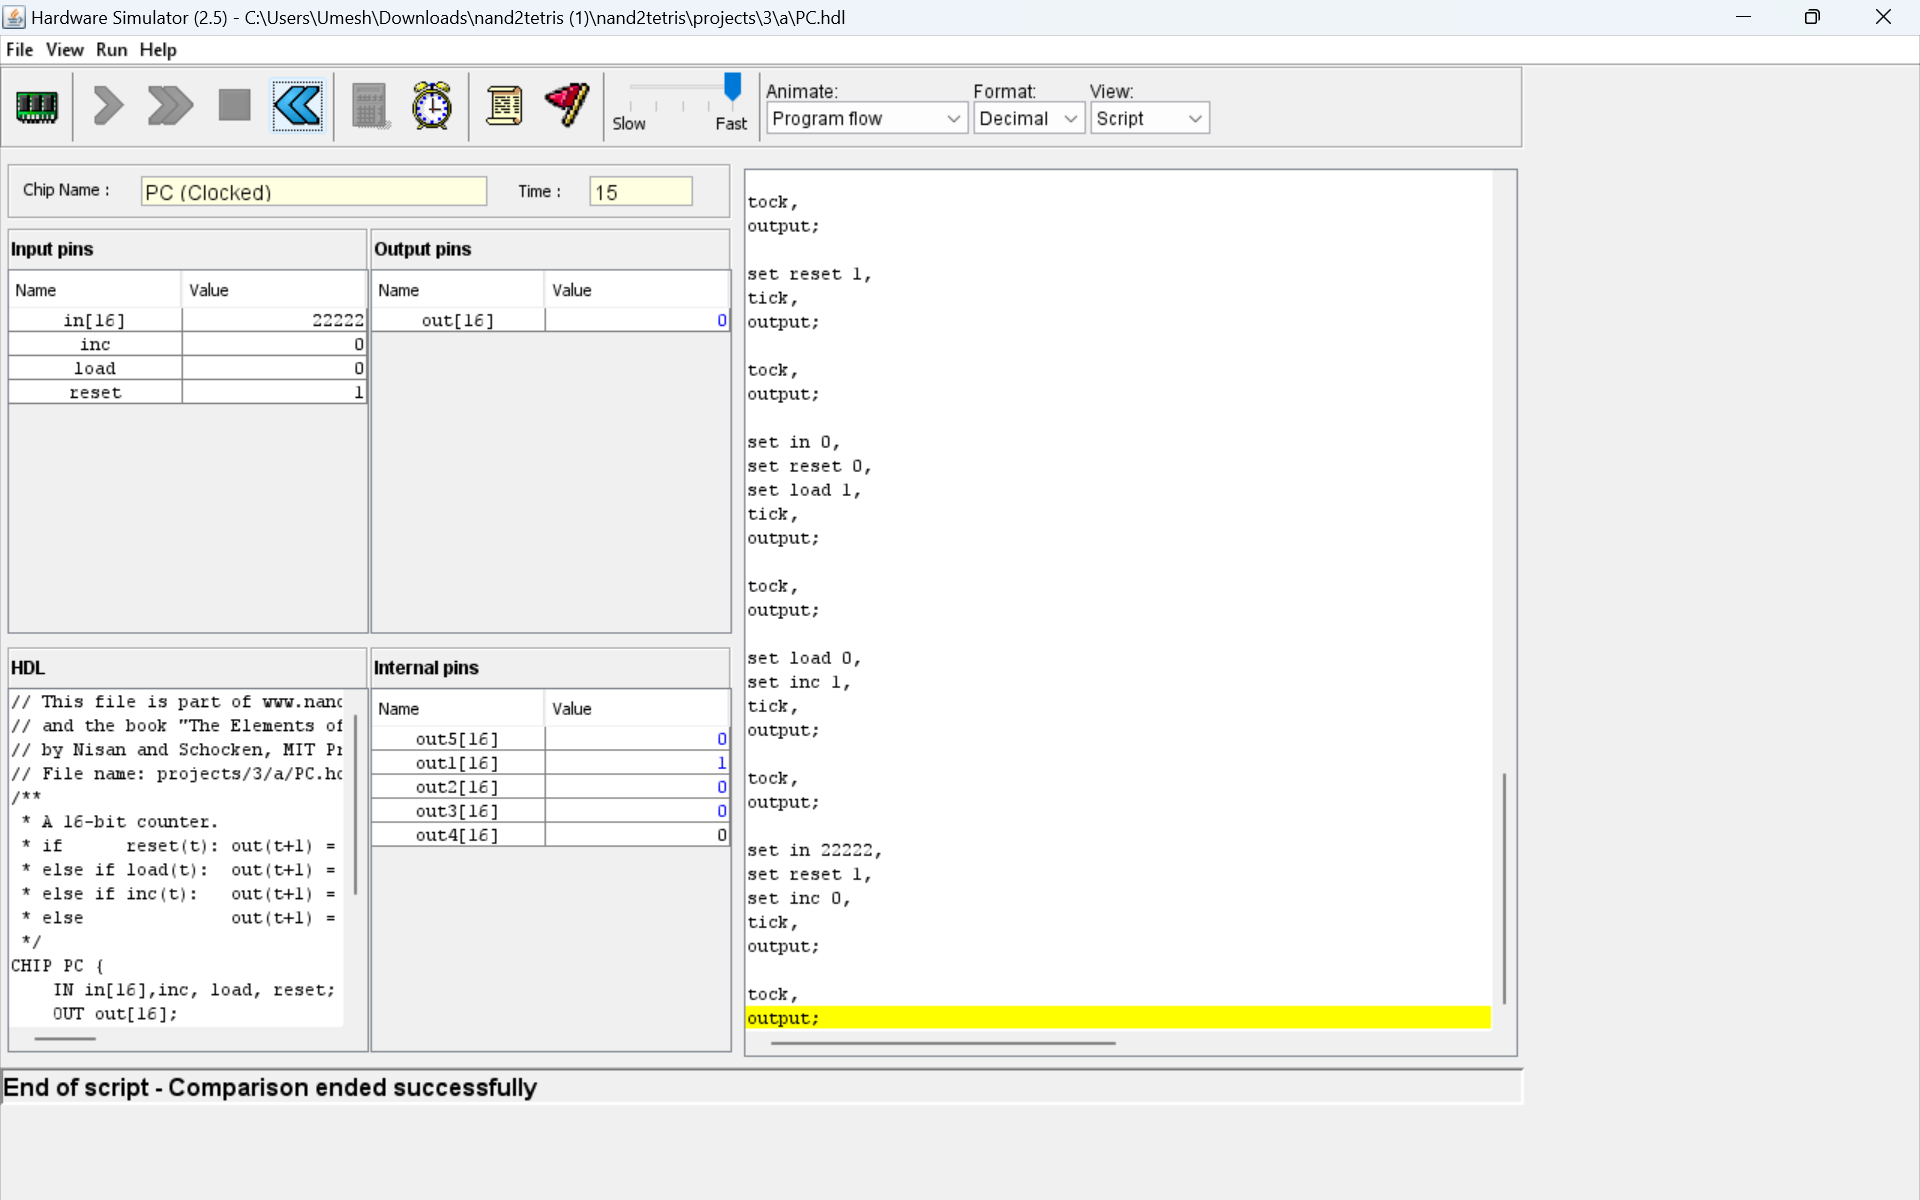 Hardware Simulator (2.5) - C:\Users\Umesh\Downloads\nand2tetris (1)\nand2tetris\projects\3\a\PC.hdl
File View Run Help
Slow Fast
Animate: Format: View:
Program flow Decimal Script
Chip Name : PC (Clocked) Time : 15
Input pins
Name Value
in[16] 22222
inc 0
load 0
reset 1
Output pins
Name Value
out[16] 0
HDL
// This file is part of www.nand
// and the book "The Elements of
// by Nisan and Schocken, MIT Pr
// File name: projects/3/a/PC.hd
/**
* A 16-bit counter.
* if reset(t): out(t+1) =
* else if load(t): out(t+1) =
* else if inc(t): out(t+1) =
* else out(t+1) =
*/
CHIP PC {
IN in[16],inc, load, reset;
OUT out[16];
Internal pins
Name Value
out5[16] 0
out1[16] 1
out2[16] 0
out3[16] 0
out4[16] 0
tock,
output;
set reset 1,
tick,
output;
tock,
output;
set in 0,
set reset 0,
set load 1,
tick,
output;
tock,
output;
set load 0,
set inc 1,
tick,
output;
tock,
output;
set in 22222,
set reset 1,
set inc 0,
tick,
output;
tock,
output;
End of script - Comparison ended successfully